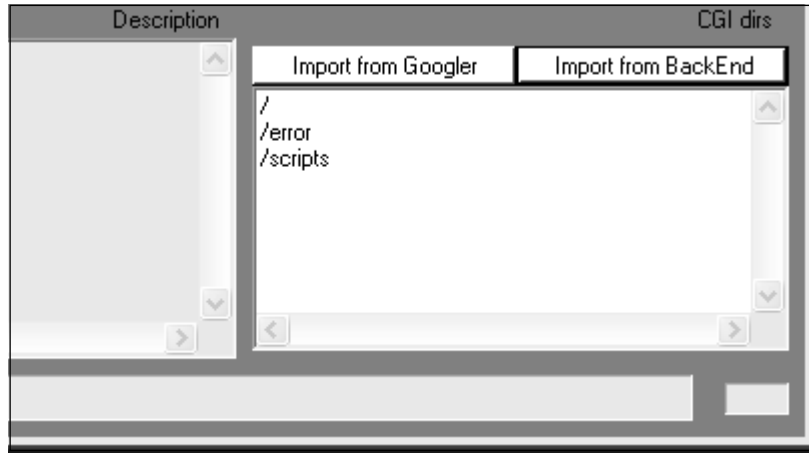 Description CGI dirs
Import from Googler Import from BackEnd
/
/error
/scripts